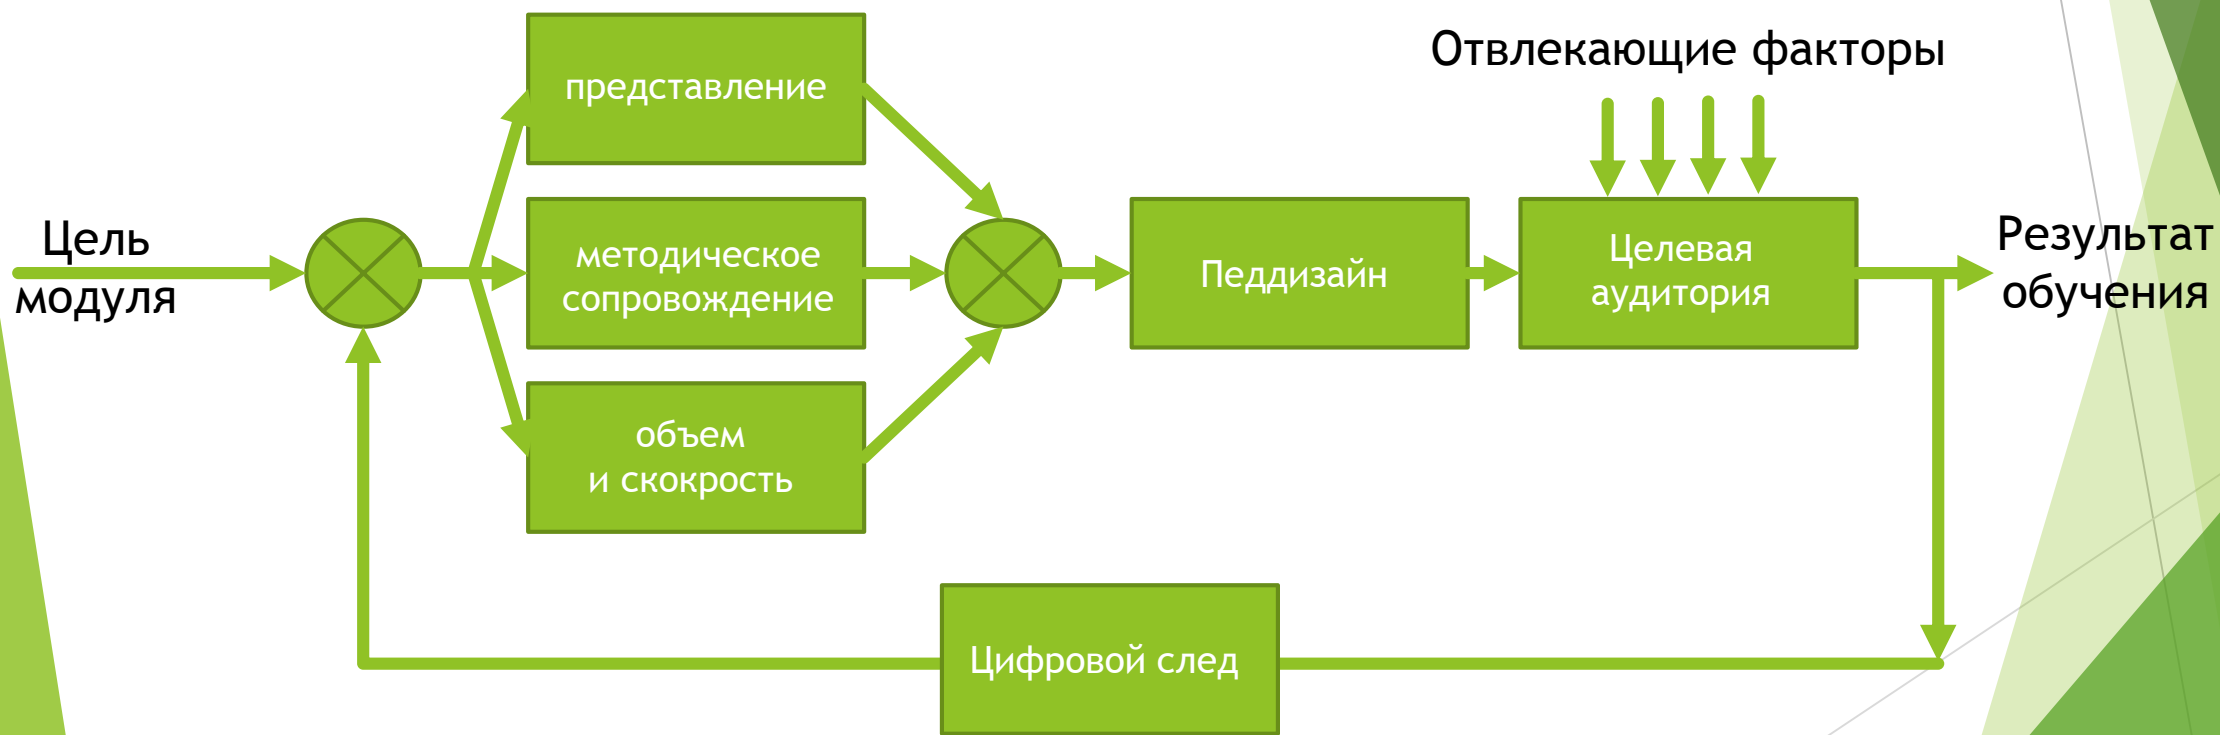 представление
Отвлекающие факторы
Цель
модуля
методическое
сопровождение
Педдизайн
Целевая
аудитория
Результат
обучения
объем
и скокрость
Цифровой след